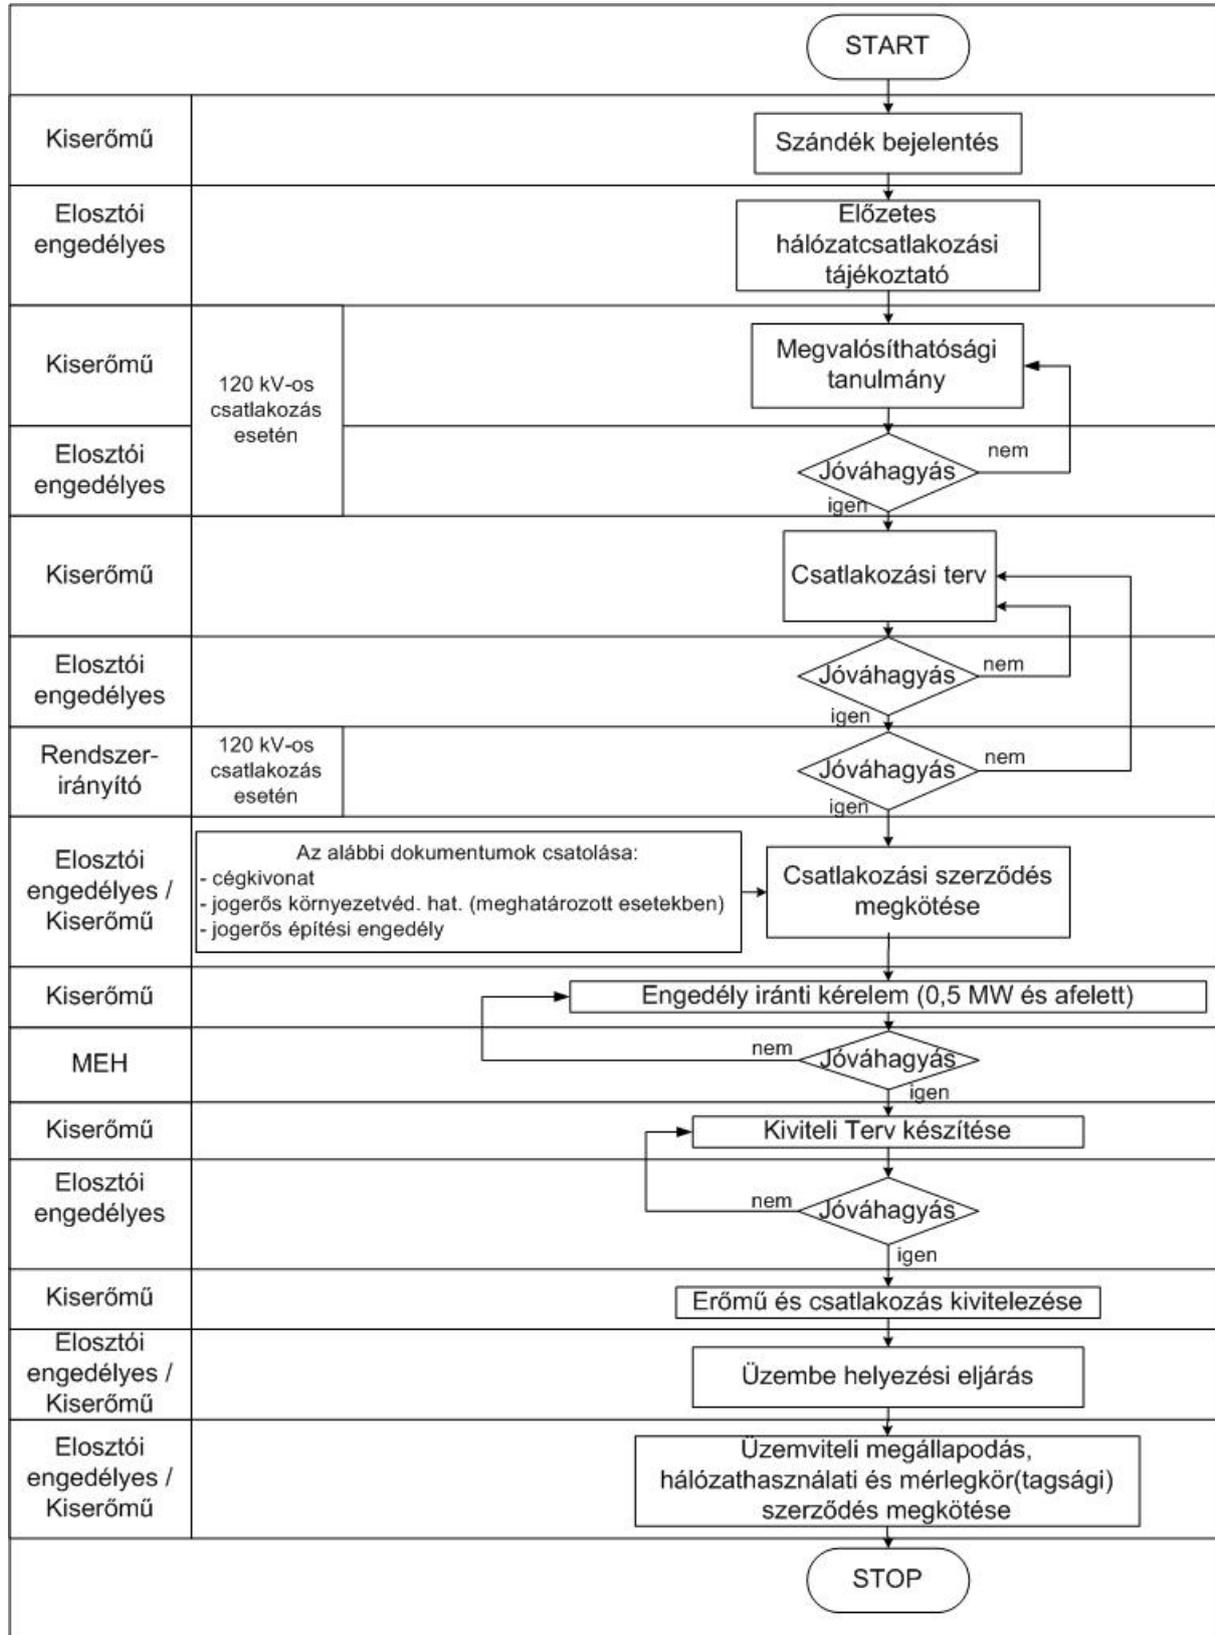 START
Kiserőmű
Szándék bejelentés
Elosztói
engedélyes
Előzetes
hálózatcsatlakozási
tájékoztató
Kiserőmű
120 kV-os
csatlakozás
esetén
Megvalósíthatósági
tanulmány
Elosztói
engedélyes
Jóváhagyás
nem
igen
Kiserőmű
Csatlakozási terv
Elosztói
engedélyes
Jóváhagyás
nem
igen
Rendszer-
irányító
120 kV-os
csatlakozás
esetén
Jóváhagyás
nem
igen
Elosztói
engedélyes /
Kiserőmű
Az alábbi dokumentumok csatolása:
- cégkivonat
- jogerős környezetvéd. hat. (meghatározott esetekben)
- jogerős építési engedély
Csatlakozási szerződés
megkötése
Kiserőmű
Engedély iránti kérelem (0,5 MW és afelett)
MEH
nem
Jóváhagyás
igen
Kiserőmű
Kiviteli Terv készítése
Elosztói
engedélyes
nem
Jóváhagyás
igen
Kiserőmű
Erőmű és csatlakozás kivitelezése
Elosztói
engedélyes /
Kiserőmű
Üzembe helyezési eljárás
Elosztói
engedélyes /
Kiserőmű
Üzemviteli megállapodás,
hálózathasználati és mérlegkör(tagsági)
szerződés megkötése
STOP